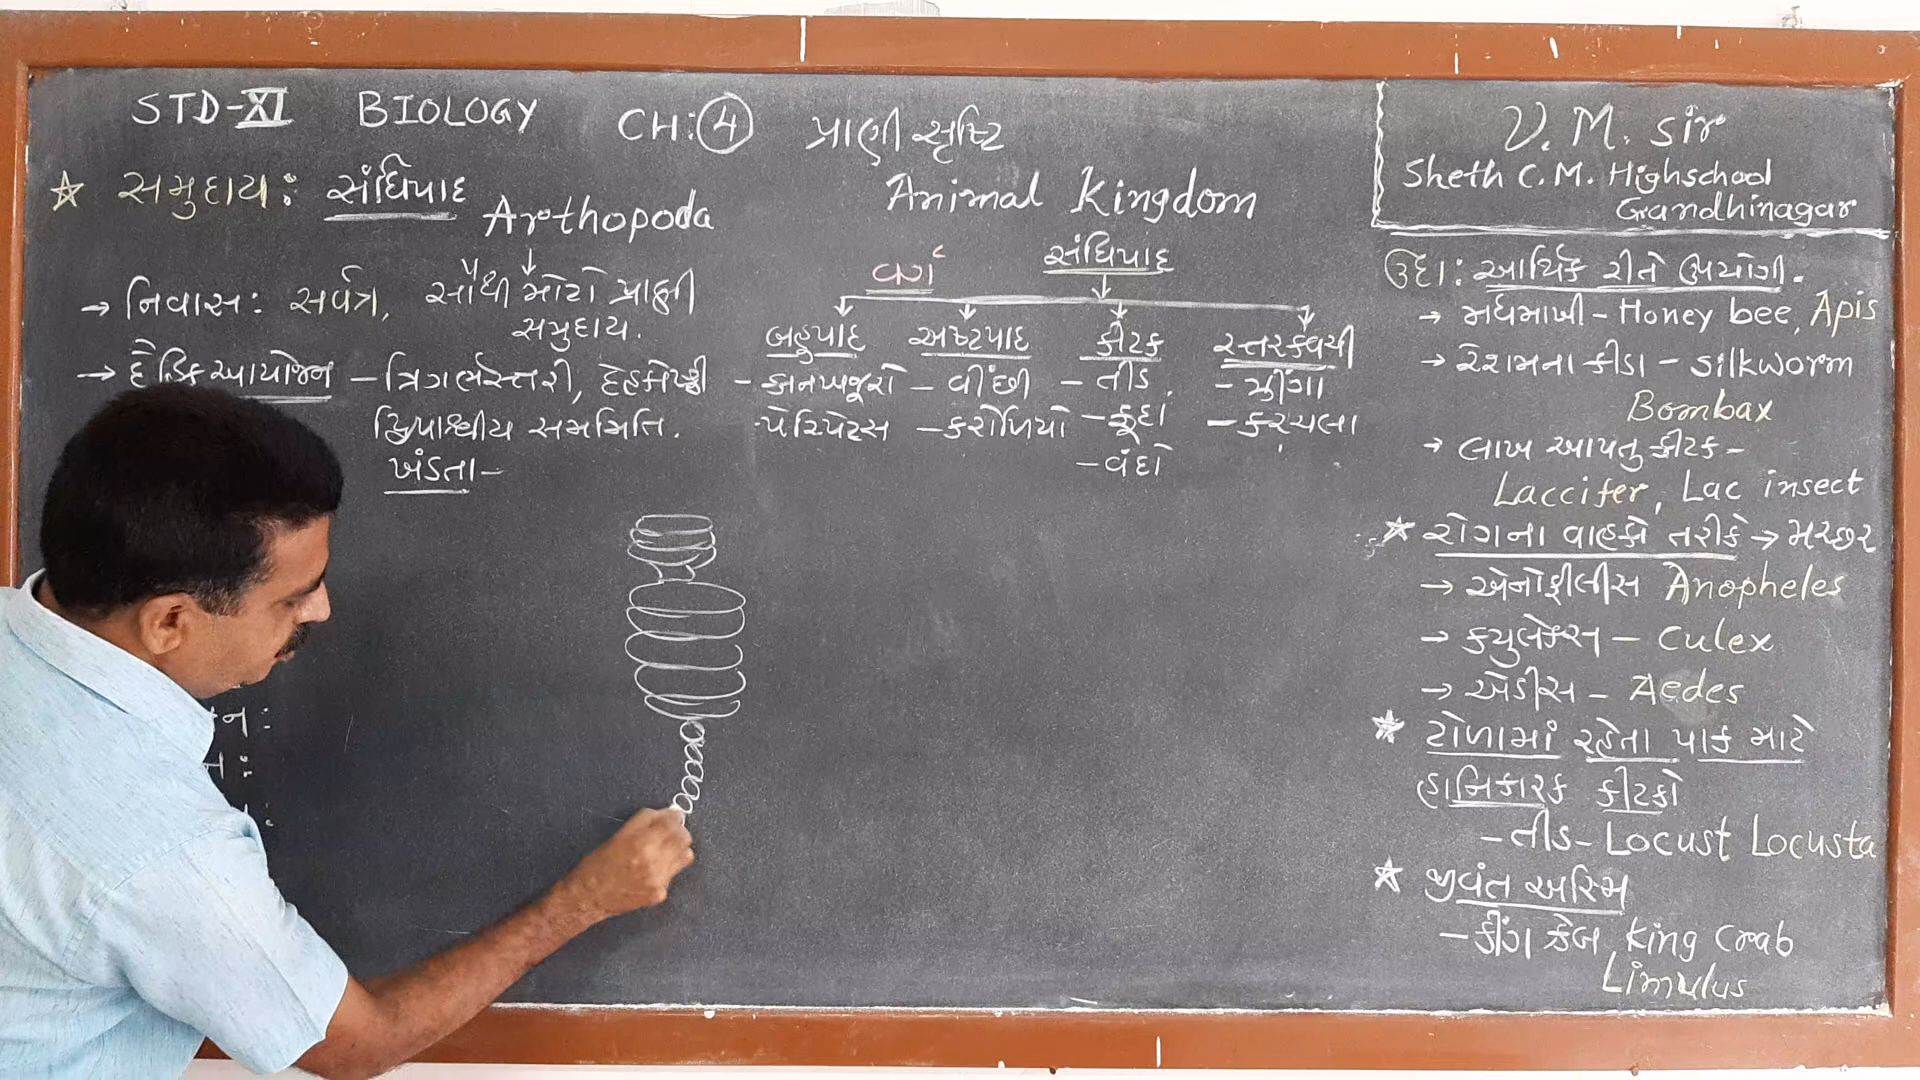 STD-XI BIOLOGY CH:④ પ્રાણી સૃષ્ટિ
Animal Kingdom
V. M. Sir
Sheth C.M. Highschool
Gandhinagar
☆ સમુદાય: સંધિપાદ Arthopoda
→ નિવાસ: સર્વત્ર, સૌથી મોટો પ્રાણી
સમુદાય.
→ દૈહિક આયોજન – ત્રિગર્ભસ્તરી, દેહકોષ્ઠી
દ્વિપાર્શ્વીય સમમિતિ.
ખંડતા –
ન :
ન :
:
વર્ગ સંધિપાદ
બહુપાદ અષ્ટપાદ કીટક સ્તરકવચી
– કાનખજૂરો – વીંછી – તીડ – ઝીંગા
– પેરિપેટસ – કરોળિયો – ફૂદાં – કરચલા
– વંદો
ઉદા: આર્થિક રીતે ઉપયોગી.
→ મધમાખી – Honey bee, Apis
→ રેશમના કીડા – Silkworm
Bombax
→ લાખ આપતુ કીટક –
Laccifer, Lac insect
☆ રોગના વાહકો તરીકે → મચ્છર
→ એનોફીલીસ Anopheles
→ ક્યુલેક્સ – Culex
→ એડીસ – Aedes
☆ ટોળામાં રહેતા પાક માટે
હાનિકારક કીટકો
– તીડ – Locust Locusta
☆ જીવંત અશ્મિ
– કીંગ ક્રેબ King Crab
Limulus